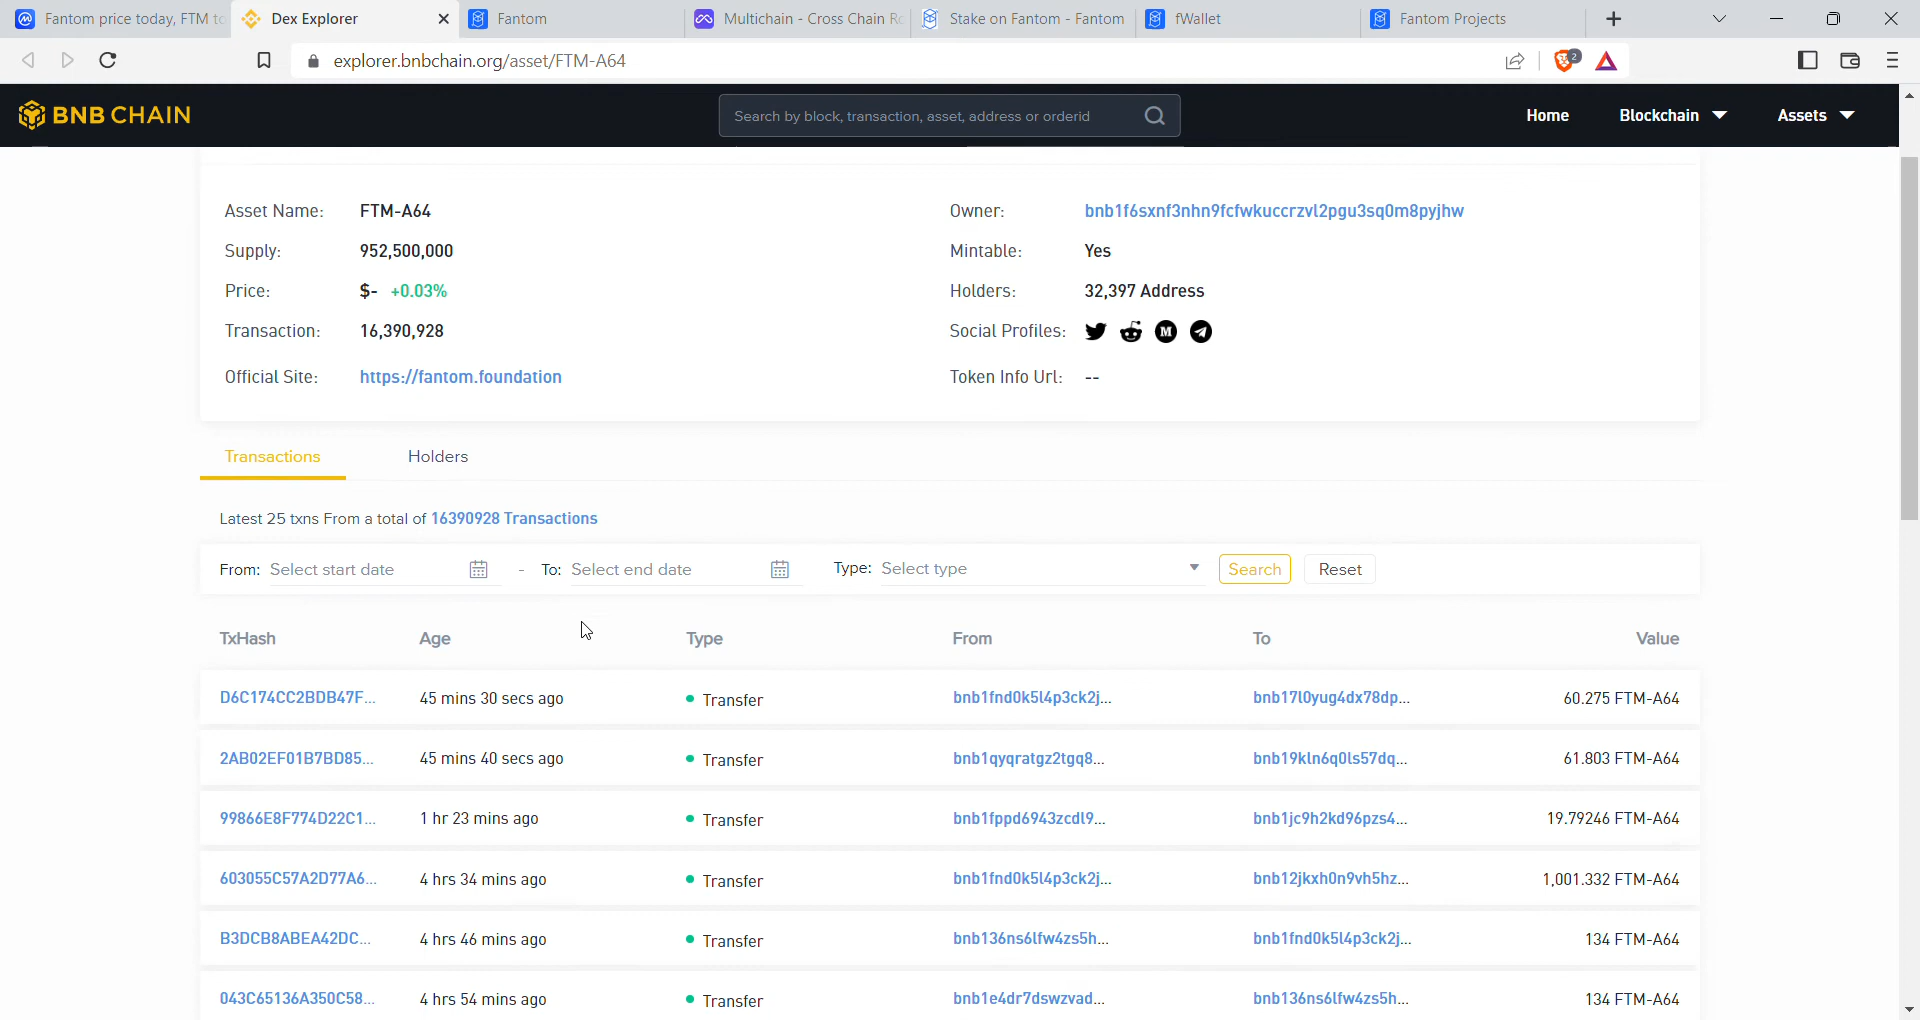 Fantom price today, FTM to
Dex Explorer
Fantom
Multichain - Cross Chain Ro
Stake on Fantom - Fantom
fWallet
Fantom Projects
explorer.bnbchain.org/asset/FTM-A64
2
BNB CHAIN
Search by block, transaction, asset, address or orderid
Home
Blockchain
Assets
Asset Name: FTM-A64
Owner: bnb1f6sxnf3nhn9fcfwkuccrzvl2pgu3sq0m8pyjhw
Supply: 952,500,000
Mintable: Yes
Price: $- +0.03%
Holders: 32,397 Address
Transaction: 16,390,928
Social Profiles:
Official Site: https://fantom.foundation
Token Info Url: --
Transactions
Holders
Latest 25 txns From a total of 16390928 Transactions
From: Select start date - To: Select end date Type: Select type Search Reset
TxHash Age Type From To Value
D6C174CC2BDB47F... 45 mins 30 secs ago Transfer bnb1fnd0k5l4p3ck2j... bnb17l0yug4dx78dp... 60.275 FTM-A64
2AB02EF01B7BD85... 45 mins 40 secs ago Transfer bnb1qyqratgz2tgq8... bnb19kln6q0ls57dq... 61.803 FTM-A64
99866E8F774D22C1... 1 hr 23 mins ago Transfer bnb1fppd6943zcdl9... bnb1jc9h2kd96pzs4... 19.79246 FTM-A64
603055C57A2D77A6... 4 hrs 34 mins ago Transfer bnb1fnd0k5l4p3ck2j... bnb12jkxh0n9vh5hz... 1,001.332 FTM-A64
B3DCB8ABEA42DC... 4 hrs 46 mins ago Transfer bnb136ns6lfw4zs5h... bnb1fnd0k5l4p3ck2j... 134 FTM-A64
043C65136A350C58... 4 hrs 54 mins ago Transfer bnb1e4dr7dswzvad... bnb136ns6lfw4zs5h... 134 FTM-A64